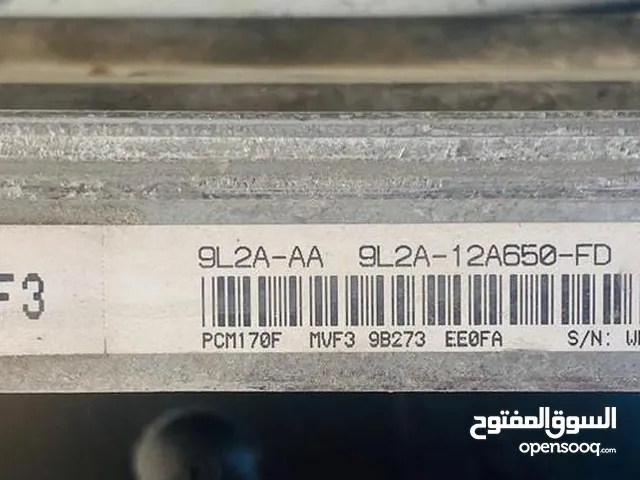 F3
9L2A-AA 9L2A-12A650-FD
PCM170F MVF3 9B273 EE0FA S/N:
السوق المفتوح
opensooq.com